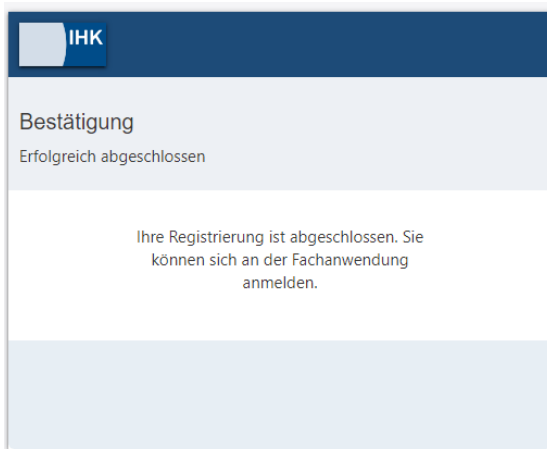 IHK
Bestätigung
Erfolgreich abgeschlossen
Ihre Registrierung ist abgeschlossen. Sie
können sich an der Fachanwendung
anmelden.